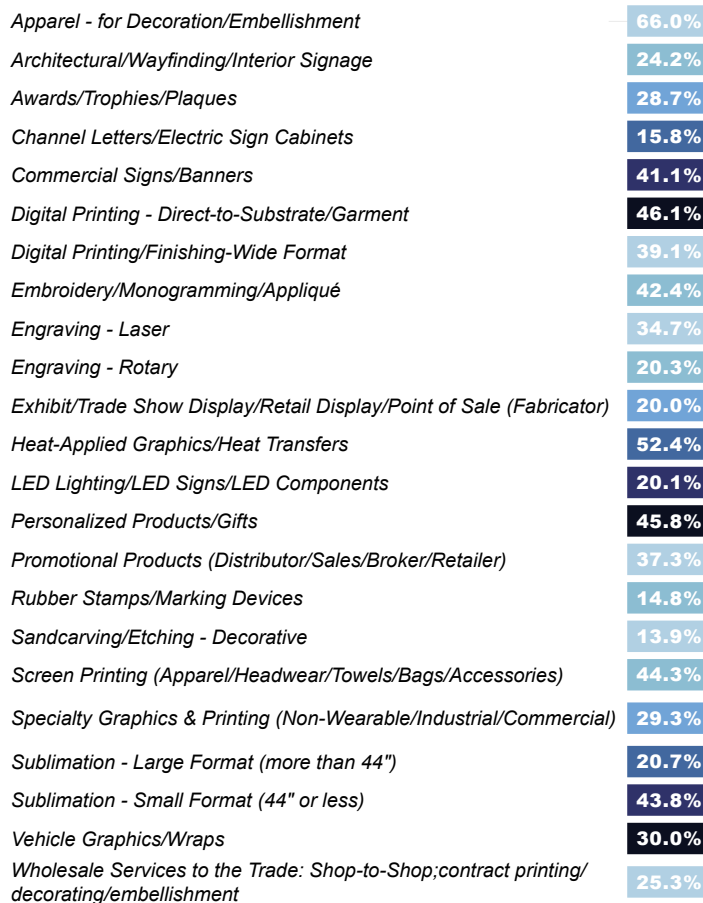 Apparel - for Decoration/Embellishment 66.0%
Architectural/Wayfinding/Interior Signage 24.2%
Awards/Trophies/Plaques 28.7%
Channel Letters/Electric Sign Cabinets 15.8%
Commercial Signs/Banners 41.1%
Digital Printing - Direct-to-Substrate/Garment 46.1%
Digital Printing/Finishing-Wide Format 39.1%
Embroidery/Monogramming/Appliqué 42.4%
Engraving - Laser 34.7%
Engraving - Rotary 20.3%
Exhibit/Trade Show Display/Retail Display/Point of Sale (Fabricator) 20.0%
Heat-Applied Graphics/Heat Transfers 52.4%
LED Lighting/LED Signs/LED Components 20.1%
Personalized Products/Gifts 45.8%
Promotional Products (Distributor/Sales/Broker/Retailer) 37.3%
Rubber Stamps/Marking Devices 14.8%
Sandcarving/Etching - Decorative 13.9%
Screen Printing (Apparel/Headwear/Towels/Bags/Accessories) 44.3%
Specialty Graphics & Printing (Non-Wearable/Industrial/Commercial) 29.3%
Sublimation - Large Format (more than 44") 20.7%
Sublimation - Small Format (44" or less) 43.8%
Vehicle Graphics/Wraps 30.0%
Wholesale Services to the Trade: Shop-to-Shop;contract printing/
decorating/embellishment 25.3%